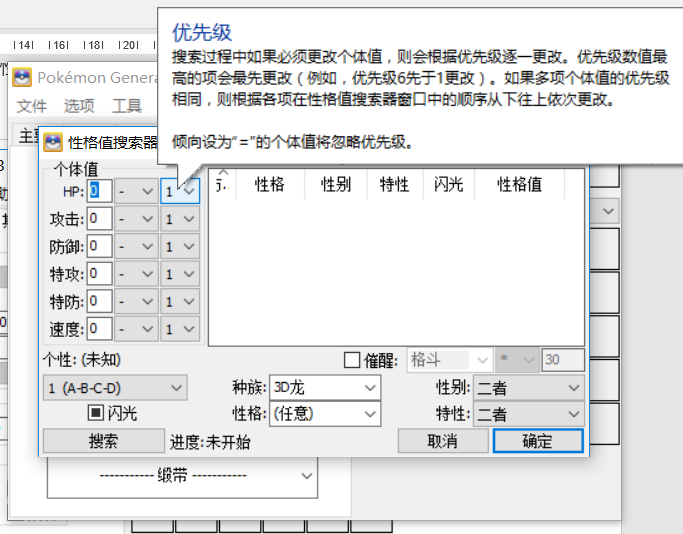 优先级
搜索过程中如果必须更改个体值，则会根据优先级逐一更改。优先级数值最
高的项会最先更改（例如，优先级6先于1更改）。如果多项个体值的优先级
相同，则根据各项在性格值搜索器窗口中的顺序从下往上依次更改。
倾向设为“=”的个体值将忽略优先级。
|14| |16| |18| |20|
Pokémon Genera
文件 选项 工具
主要
性格值搜索器
个体值
HP: 0 - 1
攻击: 0 - 1
防御: 0 - 1
特攻: 0 - 1
特防: 0 - 1
速度: 0 - 1
性格 性别 特性 闪光 性格值
个性: (未知)
1 (A-B-C-D)
闪光
搜索 进度: 未开始
催醒: 格斗 * 30
种族: 3D龙 性别: 二者
性格: (任意) 特性: 二者
取消 确定
----------- 缎带 -----------